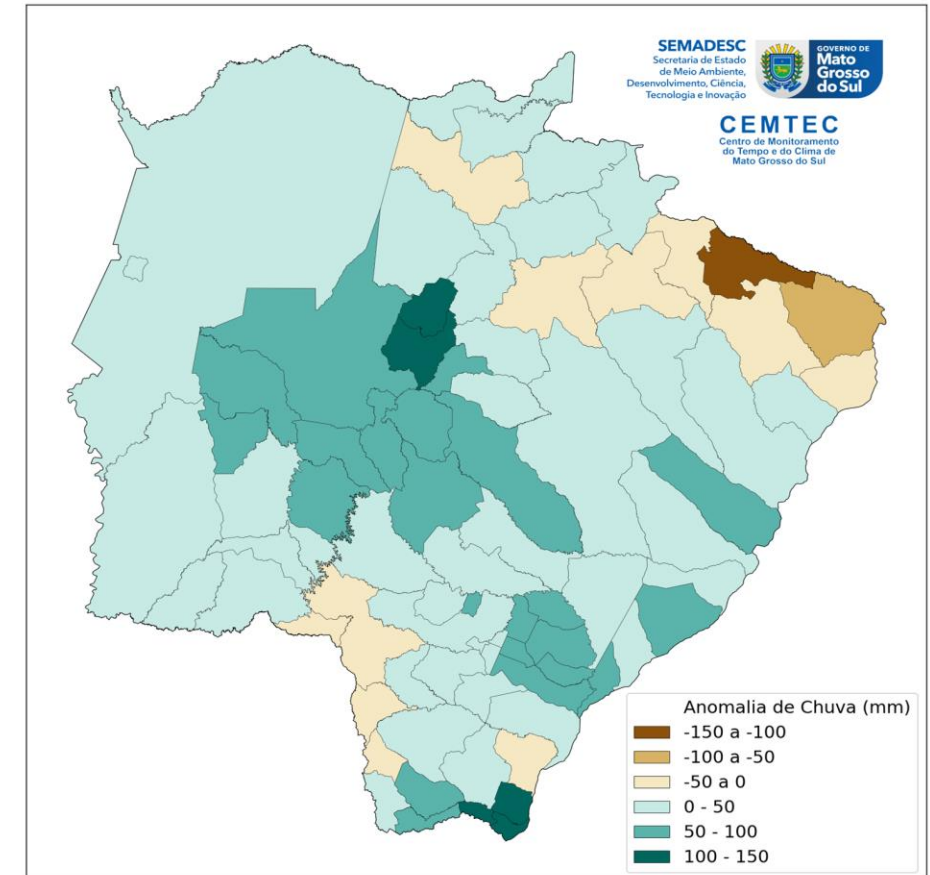 SEMADESC
Secretaria de Estado
de Meio Ambiente,
Desenvolvimento, Ciência,
Tecnologia e Inovação
GOVERNO DE
Mato
Grosso
do Sul
CEMTEC
Centro de Monitoramento
do Tempo e do Clima de
Mato Grosso do Sul
Anomalia de Chuva (mm)
-150 a -100
-100 a -50
-50 a 0
0 - 50
50 - 100
100 - 150